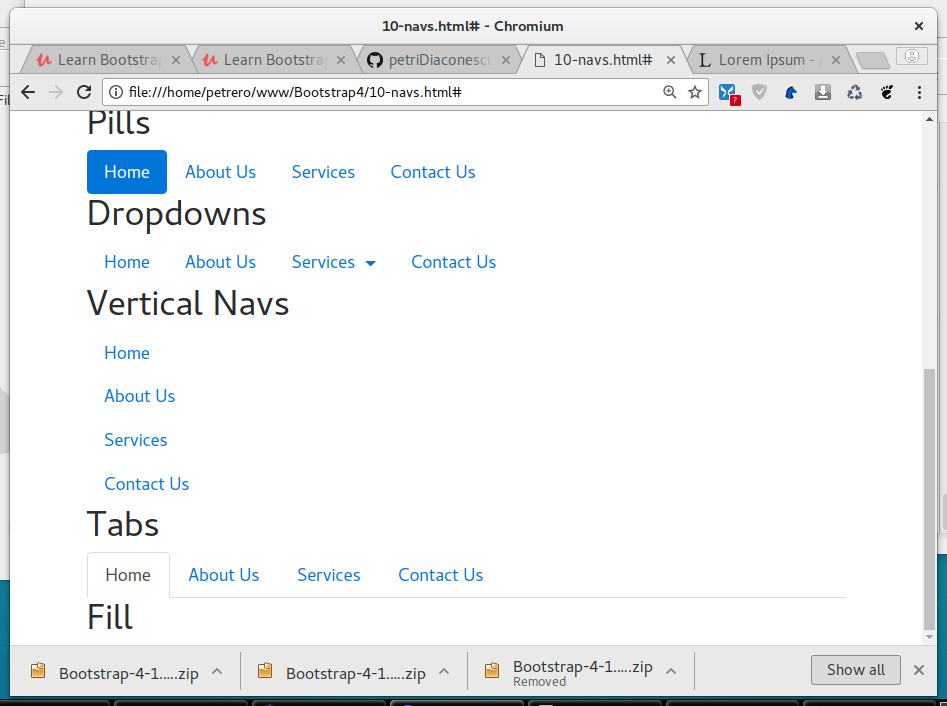 10-navs.html# - Chromium
Learn Bootstra
Learn Bootstra
petriDiaconesc
10-navs.html#
Lorem Ipsum -
file:///home/petrero/www/Bootstrap4/10-navs.html#
Pills
Home About Us Services Contact Us
Dropdowns
Home About Us Services Contact Us
Vertical Navs
Home
About Us
Services
Contact Us
Tabs
Home About Us Services Contact Us
Fill
Bootstrap-4-1.....zip
Bootstrap-4-1.....zip
Bootstrap-4-1.....zip
Removed
Show all